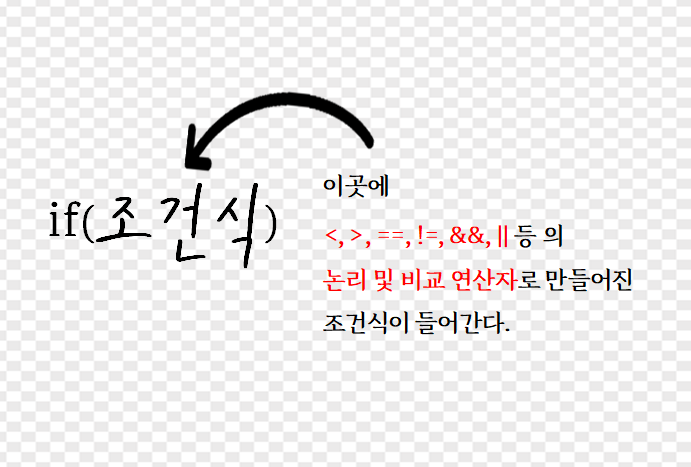 if(조건식)
이곳에
<, >, ==, !=, &&, || 등 의
논리 및 비교 연산자로 만들어진
조건식이 들어간다.